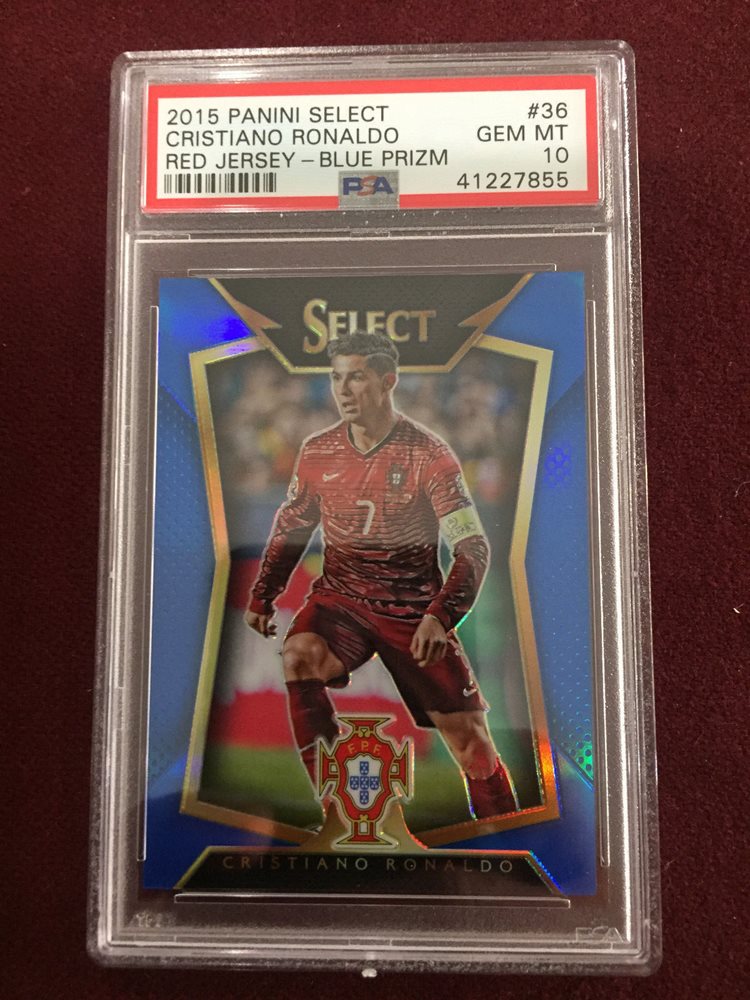 2015 PANINI SELECT #36
CRISTIANO RONALDO GEM MT
RED JERSEY – BLUE PRIZM 10
PSA 41227855
SELECT
7
F.P.F.
CRISTIANO RONALDO
PSA